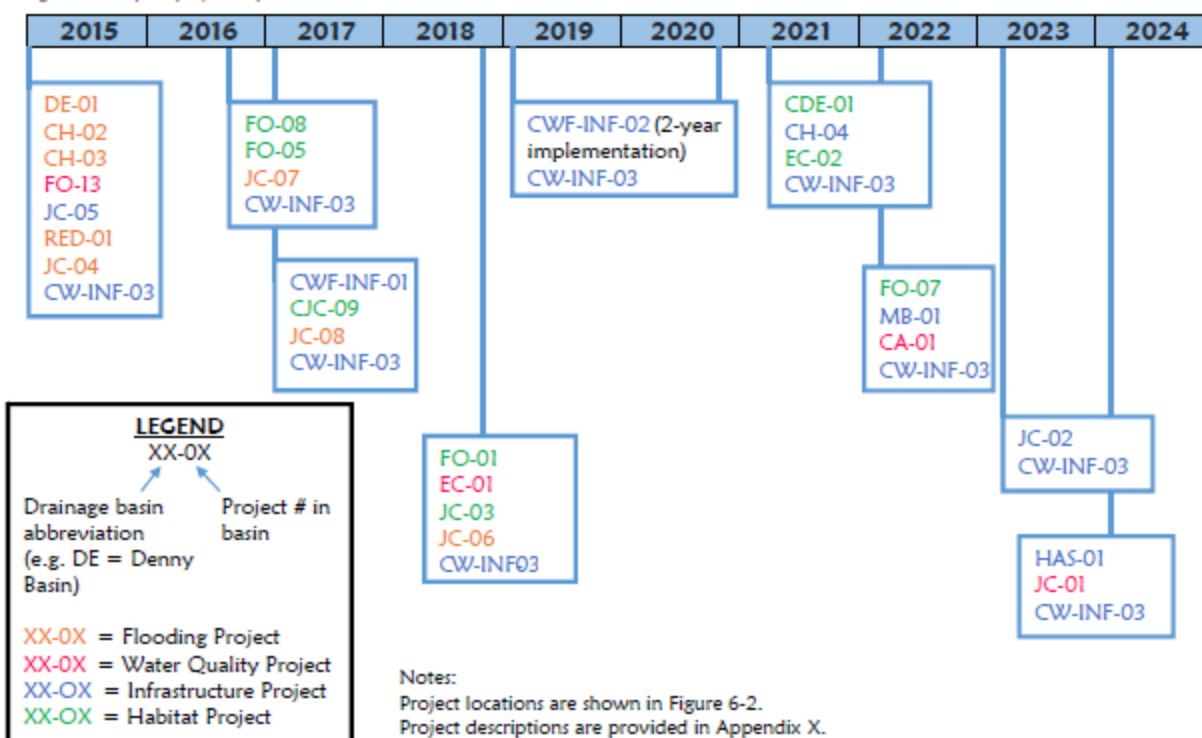 2015 2016 2017 2018 2019 2020 2021 2022 2023 2024
DE-01
CH-02
CH-03
FO-13
JC-05
RED-01
JC-04
CW-INF-03
FO-08
FO-05
JC-07
CW-INF-03
CWF-INF-01
CJC-09
JC-08
CW-INF-03
FO-01
EC-01
JC-03
JC-06
CW-INF03
CWF-INF-02 (2-year
implementation)
CW-INF-03
CDE-01
CH-04
EC-02
CW-INF-03
FO-07
MB-01
CA-01
CW-INF-03
JC-02
CW-INF-03
HAS-01
JC-01
CW-INF-03
LEGEND
XX-0X
Drainage basin
abbreviation
(e.g. DE = Denny
Basin)
Project # in
basin
XX-0X = Flooding Project
XX-0X = Water Quality Project
XX-OX = Infrastructure Project
XX-OX = Habitat Project
Notes:
Project locations are shown in Figure 6-2.
Project descriptions are provided in Appendix X.